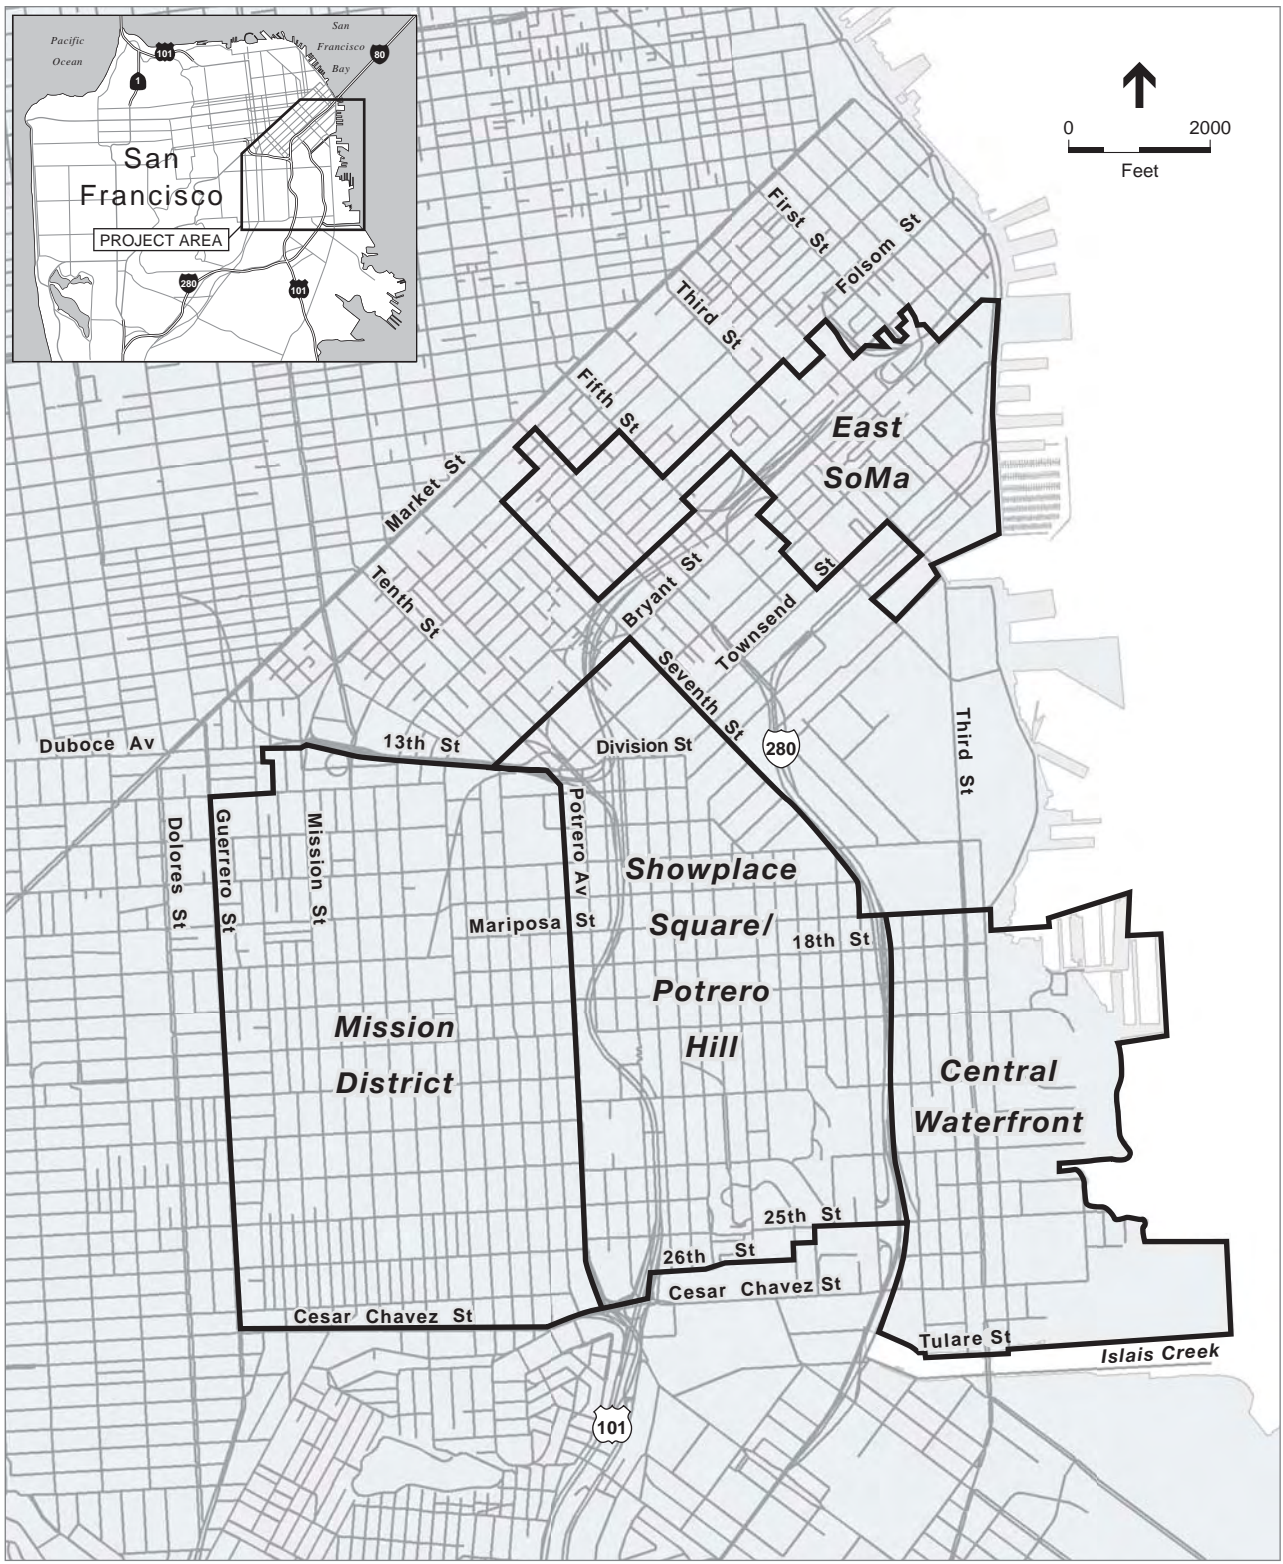 Pacific
Ocean
San
Francisco
Bay
101
80
1
San
Francisco
PROJECT AREA
280
101
0 2000
Feet
First St
Folsom St
Third St
Fifth St
East
SoMa
Market St
Tenth St
Bryant St
Townsend St
Seventh St
Duboce Av
13th St
Division St
280
Third St
Dolores St
Guerrero St
Mission St
Potrero Av
Showplace
Square/
Potrero
Hill
Mariposa St
18th St
Mission
District
Central
Waterfront
25th St
26th St
Cesar Chavez St
Cesar Chavez St
Tulare St
Islais Creek
101